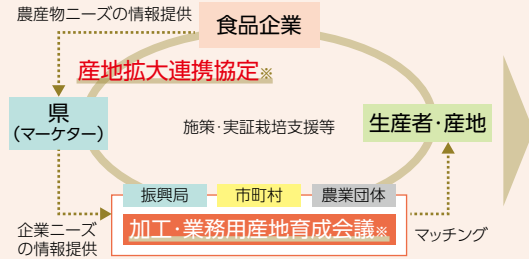 農産物ニーズの情報提供
食品企業
産地拡大連携協定※
県
（マーケター）
施策・実証栽培支援等
生産者・産地
振興局
市町村
農業団体
加工・業務用産地育成会議※
企業ニーズ
の情報提供
マッチング